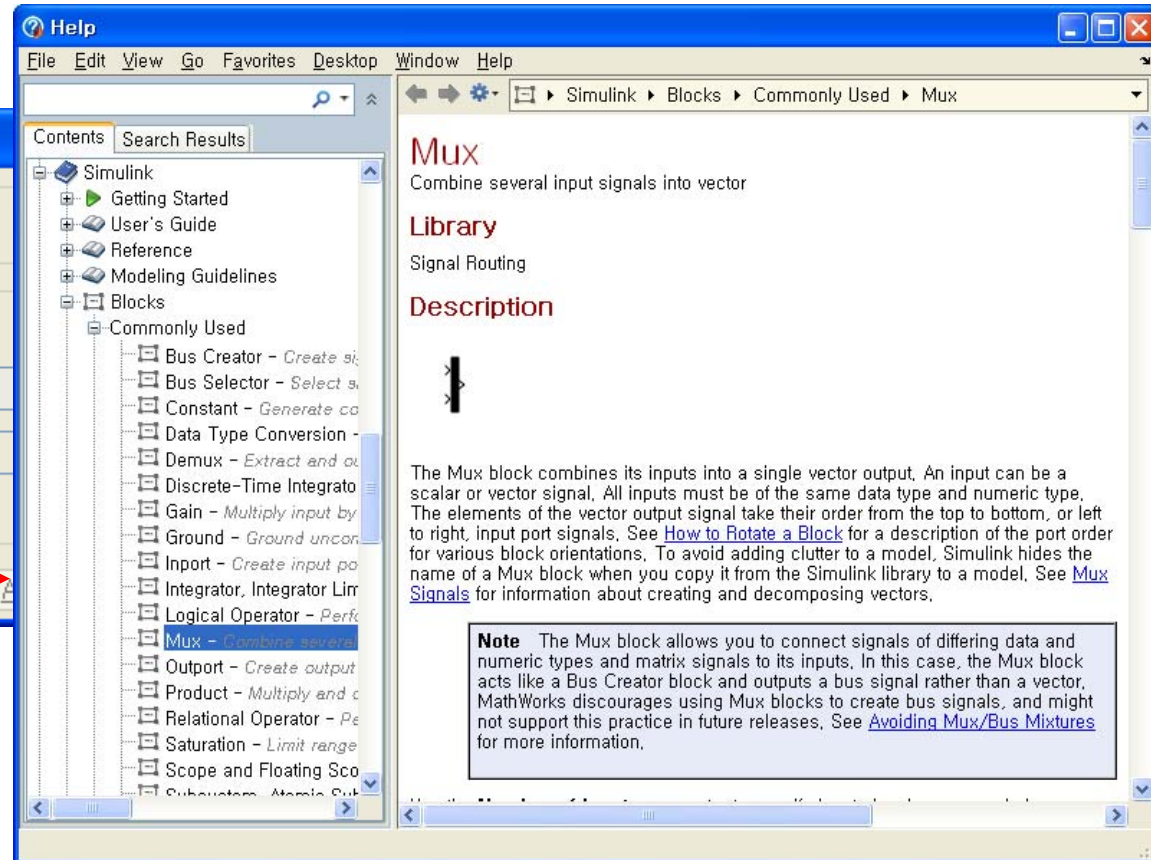 Help
File Edit View Go Favorites Desktop Window Help
Simulink Blocks Commonly Used Mux
Contents Search Results
Simulink
Getting Started
User's Guide
Reference
Modeling Guidelines
Blocks
Commonly Used
Bus Creator - Create
Bus Selector - Select
Constant - Generate
Data Type Conversion -
Demux - Extract and
Discrete-Time
Gain - Multiply input by
Ground - Ground
Inport - Create input
Integrator, Integrator
Logical Operator -
Mux - Combine several
Outport - Create output
Product - Multiply and
Relational Operator -
Saturation - Limit range
Scope and Floating
Mux
Combine several input signals into vector
Library
Signal Routing
Description
The Mux block combines its inputs into a single vector output. An input can be a
scalar or vector signal. All inputs must be of the same data type and numeric type.
The elements of the vector output signal take their order from the top to bottom, or left
to right, input port signals. See How to Rotate a Block for a description of the port order
for various block orientations. To avoid adding clutter to a model, Simulink hides the
name of a Mux block when you copy it from the Simulink library to a model. See Mux
Signals for information about creating and decomposing vectors.
Note The Mux block allows you to connect signals of differing data and
numeric types and matrix signals to its inputs. In this case, the Mux block
acts like a Bus Creator block and outputs a bus signal rather than a vector.
MathWorks discourages using Mux blocks to create bus signals, and might
not support this practice in future releases. See Avoiding Mux/Bus Mixtures
for more information.